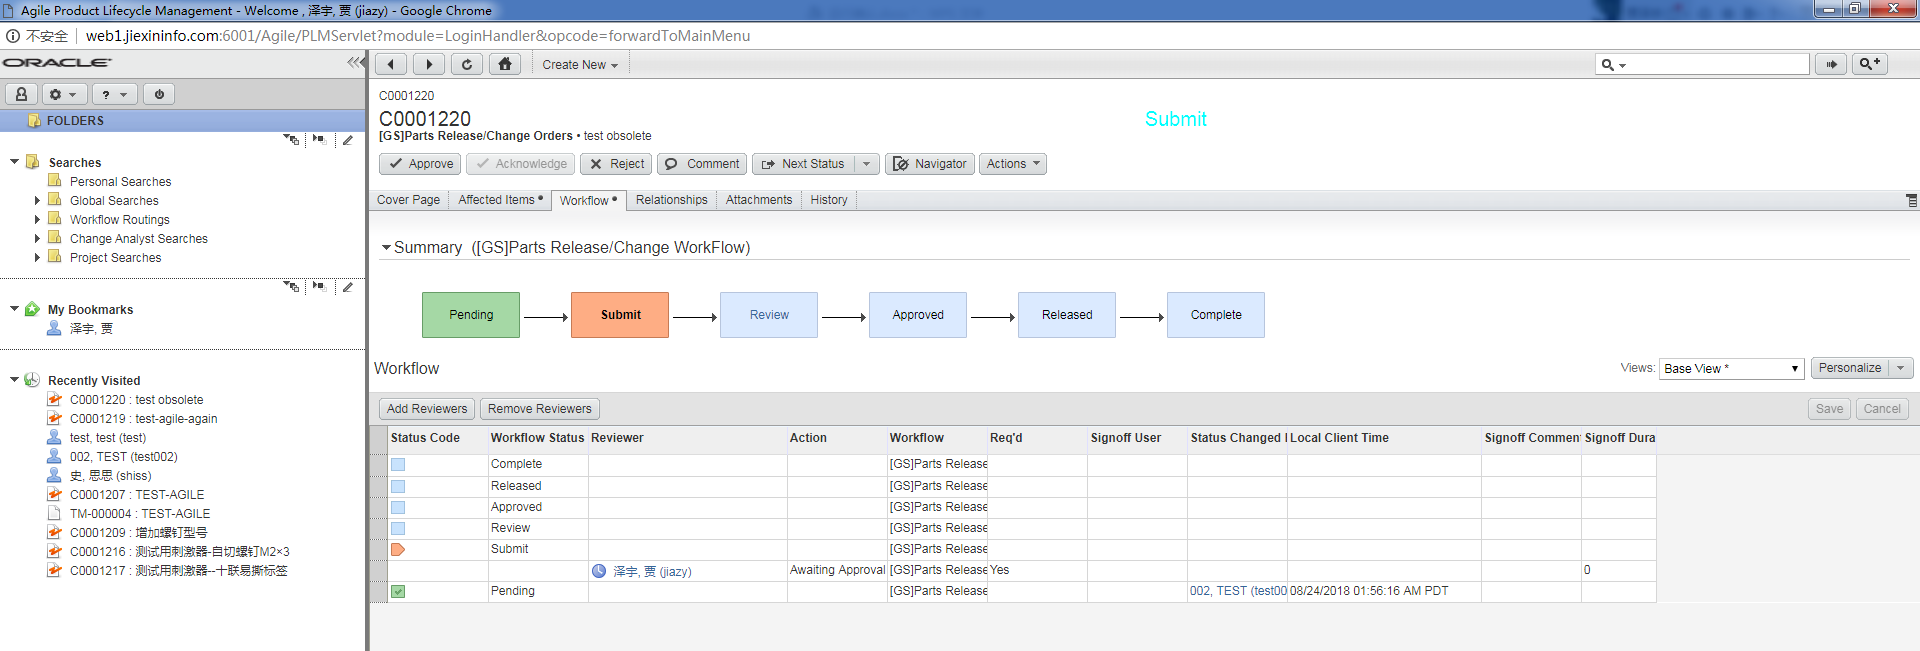 Agile Product Lifecycle Management - Welcome , 泽宇, 贾 (jiazy) - Google Chrome
不安全 web1.jiexininfo.com:6001/Agile/PLMServlet?module=LoginHandler&opcode=forwardToMainMenu
ORACLE
Create New
FOLDERS
Searches
Personal Searches
Global Searches
Workflow Routings
Change Analyst Searches
Project Searches
My Bookmarks
泽宇, 贾
Recently Visited
C0001220 : test obsolete
C0001219 : test-agile-again
test, test (test)
002, TEST (test002)
史, 思思 (shiss)
C0001207 : TEST-AGILE
TM-000004 : TEST-AGILE
C0001209 : 增加螺钉型号
C0001216 : 测试用刺激器-自切螺钉M2×3
C0001217 : 测试用刺激器--十联易撕标签
C0001220
C0001220
Submit
[GS]Parts Release/Change Orders • test obsolete
Approve Acknowledge Reject Comment Next Status Navigator Actions
Cover Page Affected Items • Workflow • Relationships Attachments History
Summary ([GS]Parts Release/Change WorkFlow)
Pending Submit Review Approved Released Complete
Workflow
Views: Base View * Personalize
Add Reviewers Remove Reviewers Save Cancel
Status Code Workflow Status Reviewer Action Workflow Req'd Signoff User Status Changed Local Client Time Signoff Commen Signoff Dura
Complete [GS]Parts Release
Released [GS]Parts Release
Approved [GS]Parts Release
Review [GS]Parts Release
Submit [GS]Parts Release
泽宇, 贾 (jiazy) Awaiting Approval [GS]Parts Release Yes 0
Pending [GS]Parts Release 002, TEST (test00 08/24/2018 01:56:16 AM PDT